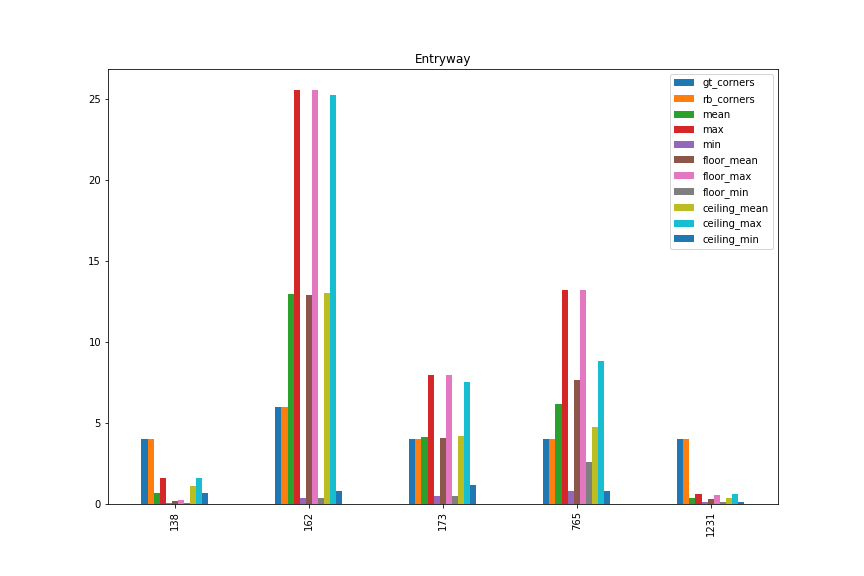 Entryway
gt_corners
rb_corners
mean
max
min
floor_mean
floor_max
floor_min
ceiling_mean
ceiling_max
ceiling_min
25
20
15
10
5
0
138
162
173
765
1231